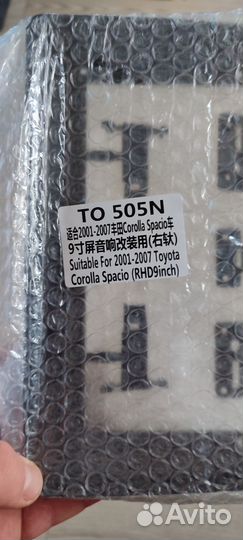 TO 505N
适合2001-2007丰田Corolla Spacio车
9寸屏音响改装用(右钛)
Suitable For 2001-2007 Toyota
Corolla Spacio (RHD9inch)
Avito